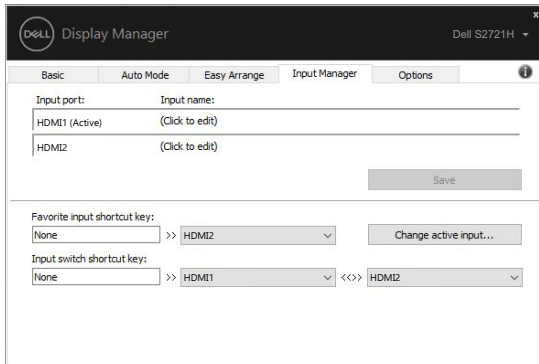 x
DELL Display Manager Dell S2721H
Basic Auto Mode Easy Arrange Input Manager Options i
Input port: Input name:
HDMI1 (Active) (Click to edit)
HDMI2 (Click to edit)
Save
Favorite input shortcut key:
None >> HDMI2 Change active input...
Input switch shortcut key:
None >> HDMI1 <<>> HDMI2